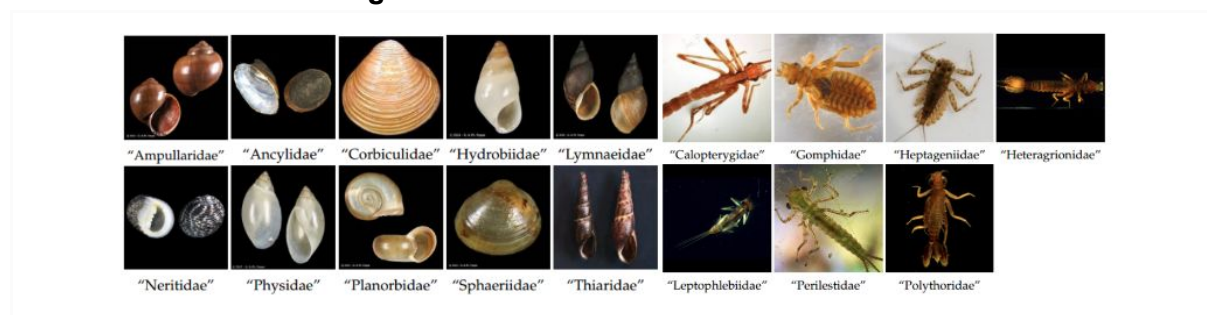 "Ampullaridae" "Ancylidae" "Corbiculidae" "Hydrobiidae" "Lymnaeidae" "Calopterygidae" "Gomphidae" "Heptageniidae" "Heteragrionidae"
"Neritidae" "Physidae" "Planorbidae" "Sphaeriidae" "Thiaridae" "Leptophlebiidae" "Perilestidae" "Polythoridae"